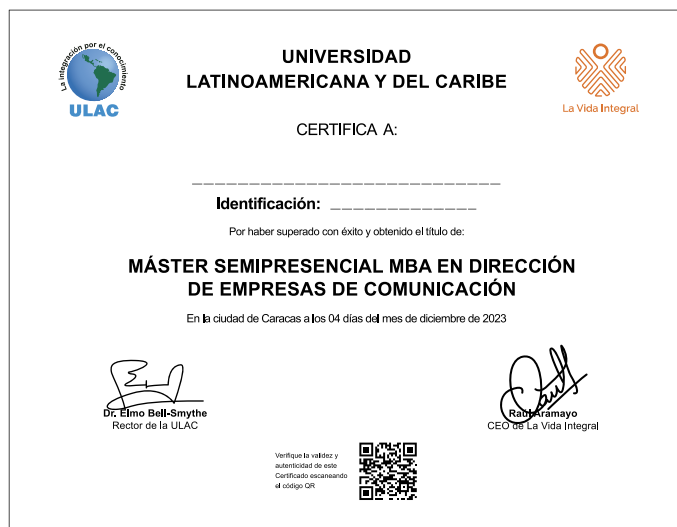 La integración por el conocimiento
ULAC
UNIVERSIDAD
LATINOAMERICANA Y DEL CARIBE
La Vida Integral
CERTIFICA A:
____________________________
Identificación: _____________
Por haber superado con éxito y obtenido el título de:
MÁSTER SEMIPRESENCIAL MBA EN DIRECCIÓN
DE EMPRESAS DE COMUNICACIÓN
En la ciudad de Caracas a los 04 días del mes de diciembre de 2023
Dr. Elmo Bell-Smythe
Rector de la ULAC
Raúl Aramayo
CEO de La Vida Integral
Verifique la validez y
autenticidad de este
Certificado escaneando
el código QR